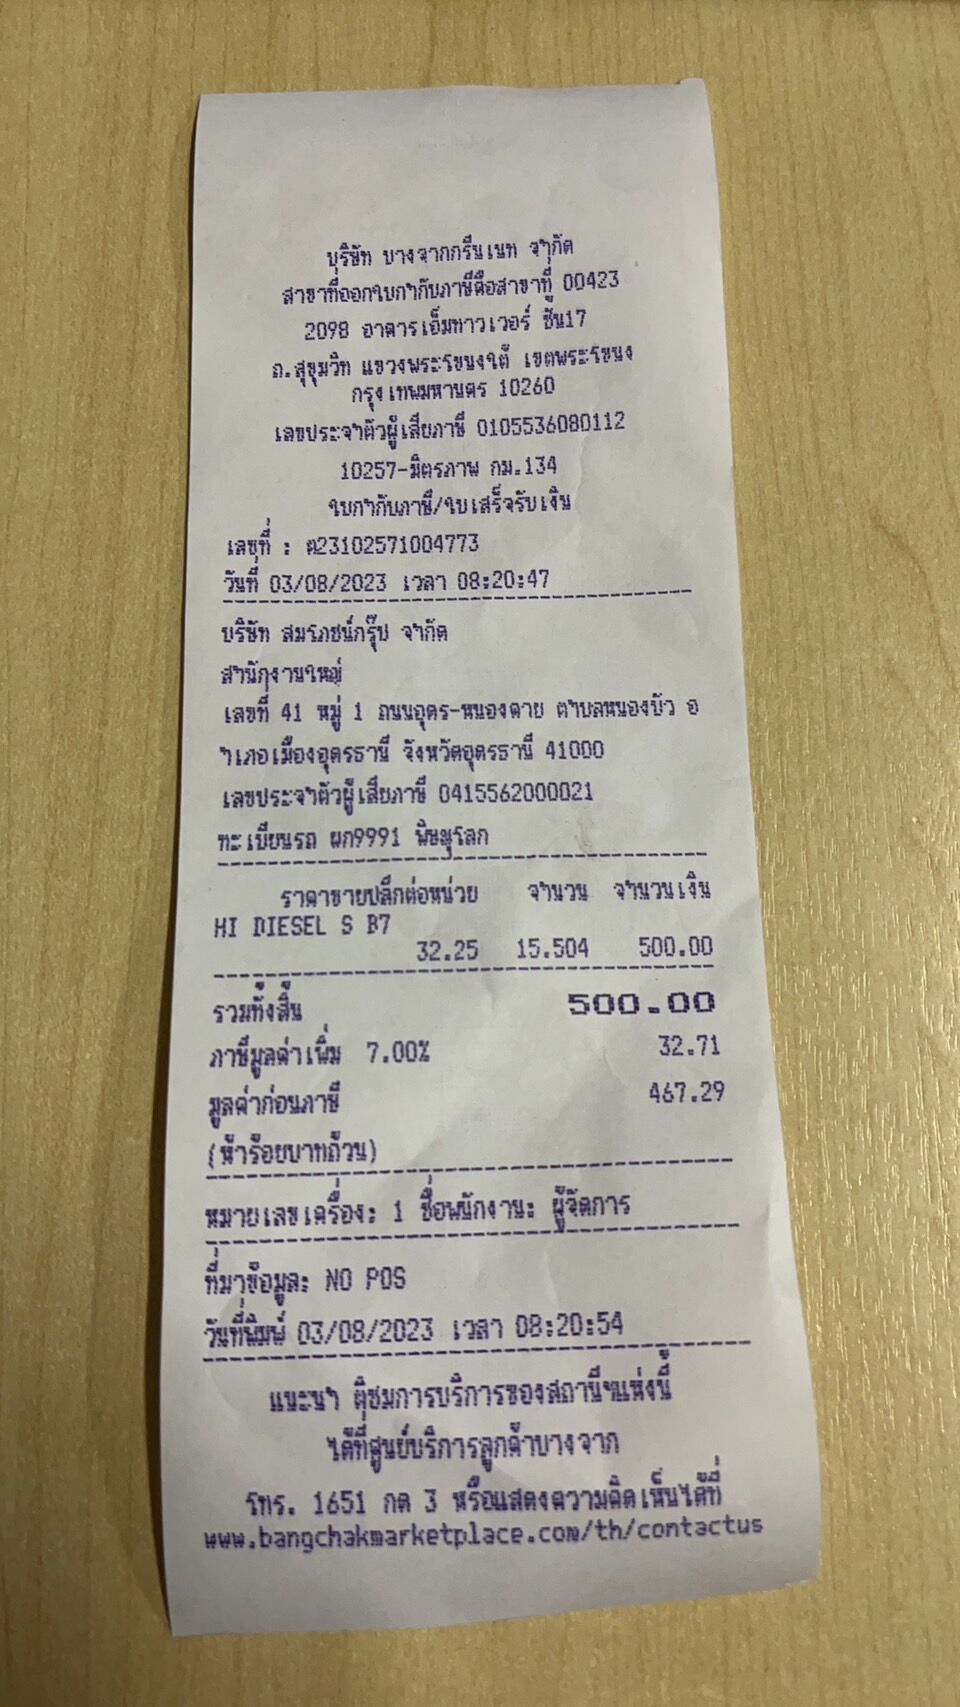 บริษัท บางจากกรีนเนท จำกัด
สาขาที่ออกใบกำกับภาษีคือสาขาที่ 00423
2098 อาคารเอ็มทาวเวอร์ ชั้น17
ถ.สุขุมวิท แขวงพระโขนงใต้ เขตพระโขนง
กรุงเทพมหานคร 10260
เลขประจำตัวผู้เสียภาษี 0105536080112
10257-มิตรภาพ กม.134
ใบกำกับภาษี/ใบเสร็จรับเงิน
เลขที่ : ต23102571004773
วันที่ 03/08/2023 เวลา 08:20:47
บริษัท สมโภชน์กรุ๊ป จำกัด
สำนักงานใหญ่
เลขที่ 41 หมู่ 1 ถนนอุดร-หนองคาย ตำบลหนองบัว อ
ำเภอเมืองอุดรธานี จังหวัดอุดรธานี 41000
เลขประจำตัวผู้เสียภาษี 0415562000021
ทะเบียนรถ ผก9991 พิษณุโลก
ราคาขายปลีกต่อหน่วย จำนวน จำนวนเงิน
HI DIESEL S B7
32.25 15.504 500.00
รวมทั้งสิ้น 500.00
ภาษีมูลค่าเพิ่ม 7.00% 32.71
มูลค่าก่อนภาษี 467.29
(ห้าร้อยบาทถ้วน)
หมายเลขเครื่อง: 1 ชื่อพนักงาน: ผู้จัดการ
ที่มาข้อมูล: NO POS
วันที่พิมพ์ 03/08/2023 เวลา 08:20:54
แนะนำ ติชมการบริการของสถานีฯแห่งนี้
ได้ที่ศูนย์บริการลูกค้าบางจาก
โทร. 1651 กด 3 หรือแสดงความคิดเห็นได้ที่
www.bangchakmarketplace.com/th/contactus